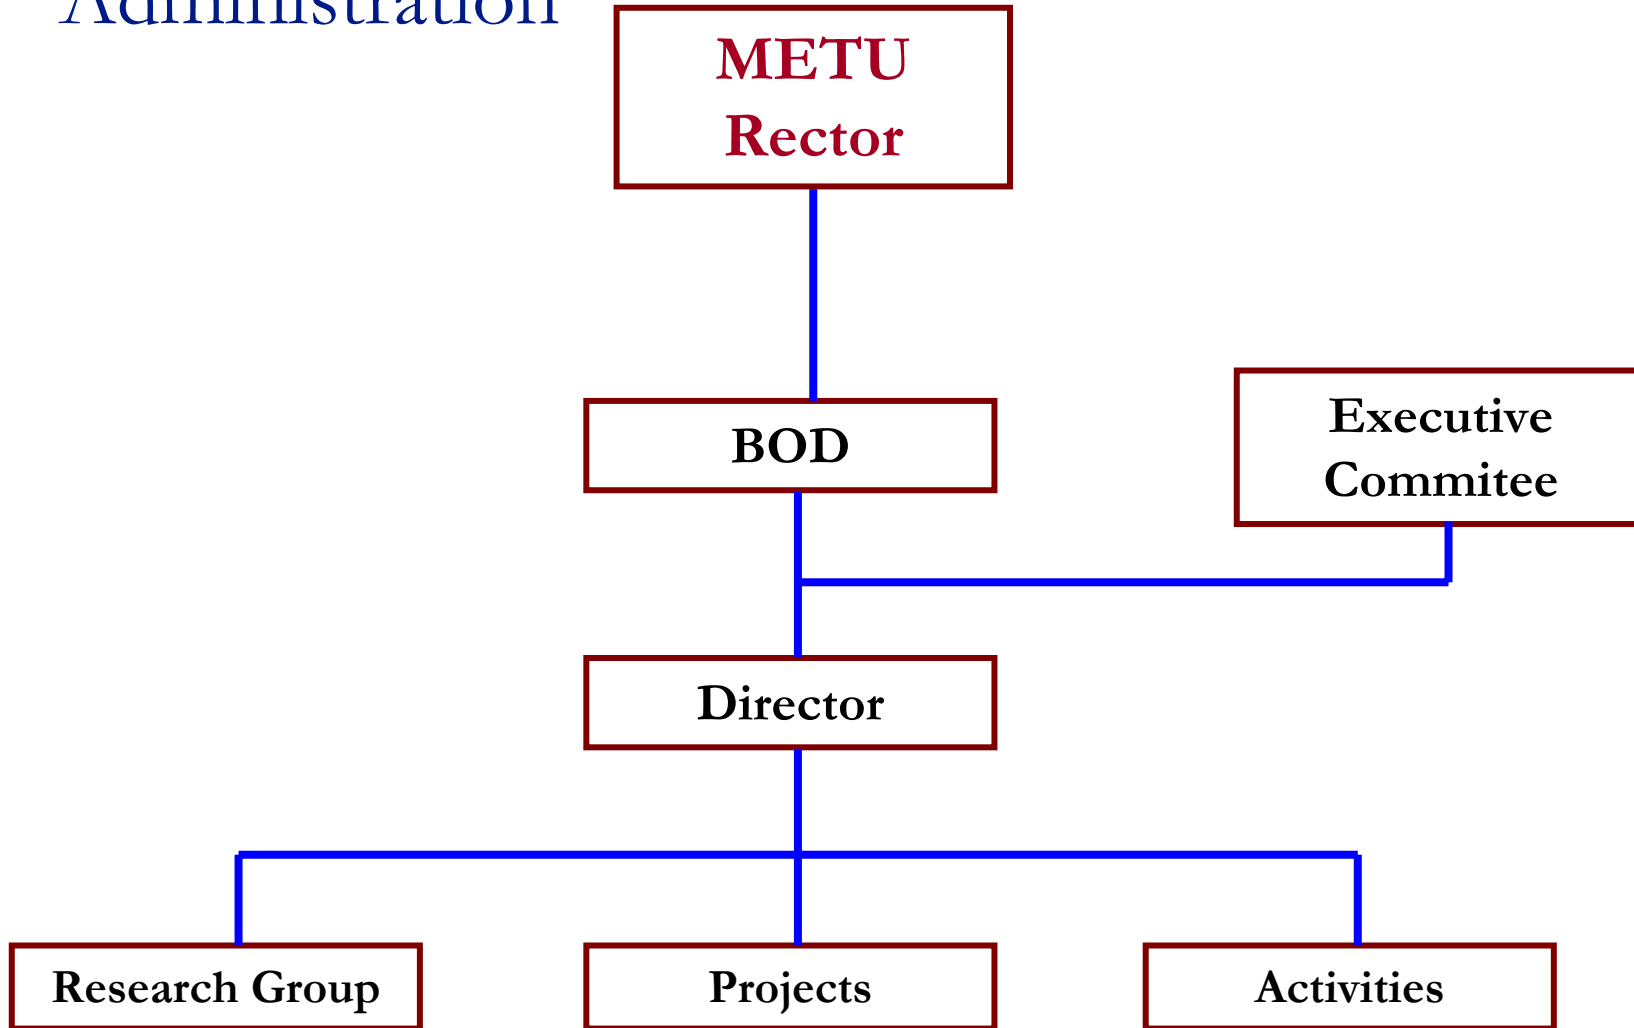 Administration
METU
Rector
BOD
Executive
Commitee
Director
Research Group
Projects
Activities